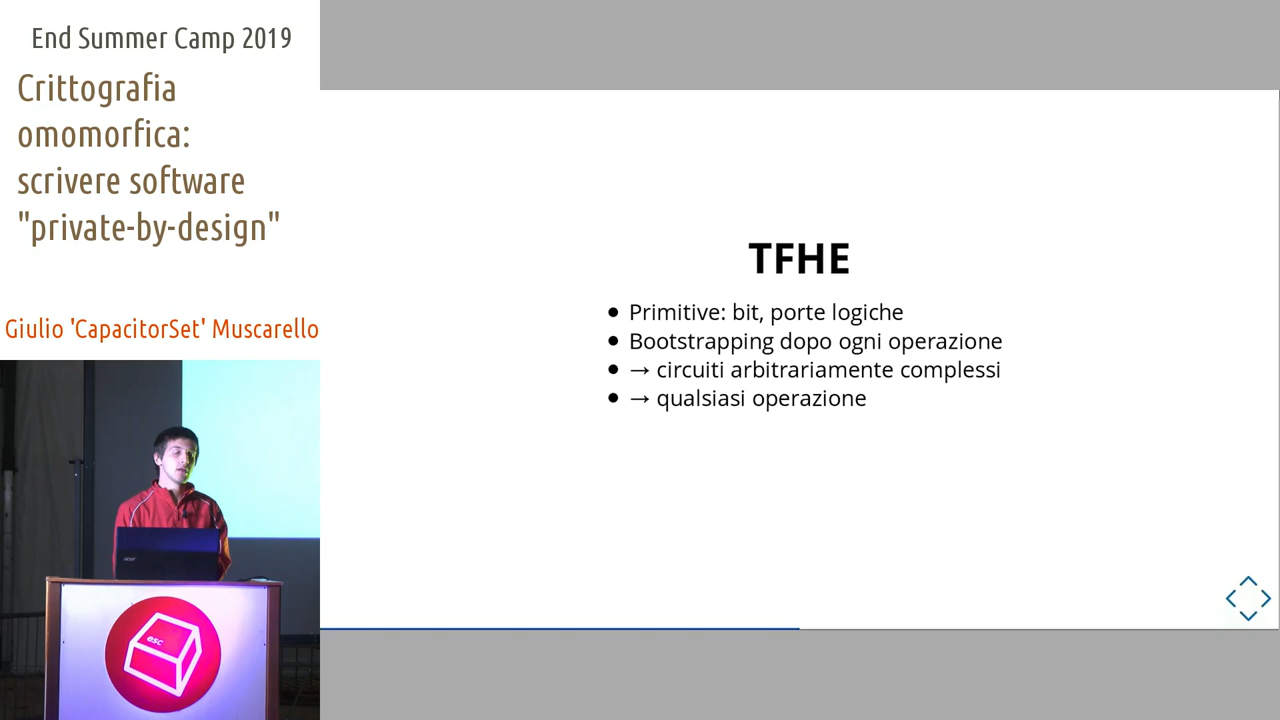 End Summer Camp 2019
Crittografia
omomorfica:
scrivere software
"private-by-design"
Giulio 'CapacitorSet' Muscarello
TFHE
Primitive: bit, porte logiche
Bootstrapping dopo ogni operazione
→ circuiti arbitrariamente complessi
→ qualsiasi operazione
acer
esc